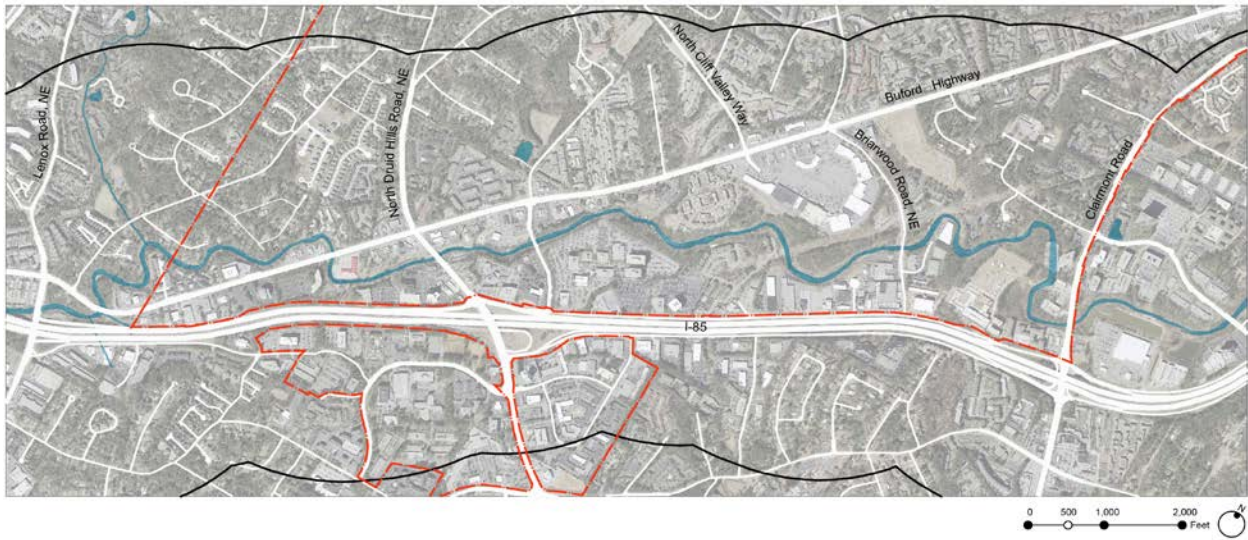 Lenox Road, NE
North Druid Hills Road, NE
North Cliff Valley Way
Buford Highway
Briarwood Road, NE
Clairmont Road
I-85
0 500 1,000 2,000
Feet
N